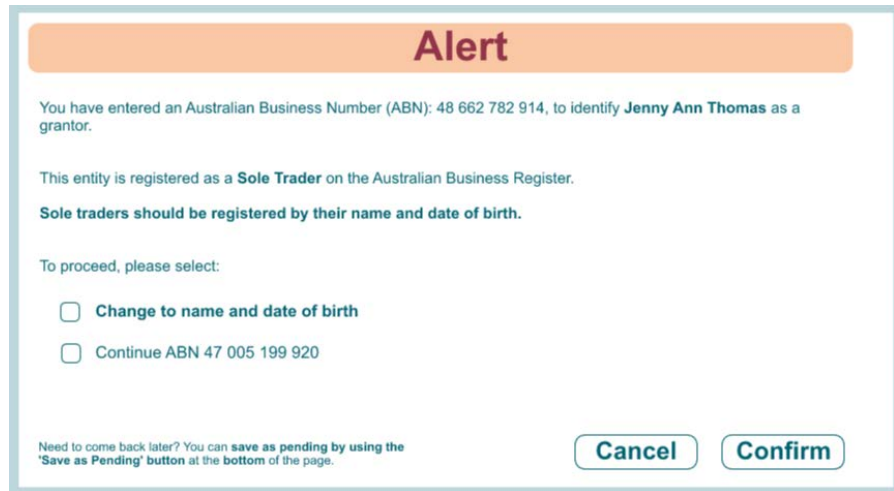 Alert
You have entered an Australian Business Number (ABN): 48 662 782 914, to identify Jenny Ann Thomas as a
grantor.
This entity is registered as a Sole Trader on the Australian Business Register.
Sole traders should be registered by their name and date of birth.
To proceed, please select:
Change to name and date of birth
Continue ABN 47 005 199 920
Need to come back later? You can save as pending by using the
'Save as Pending' button at the bottom of the page.
Cancel
Confirm